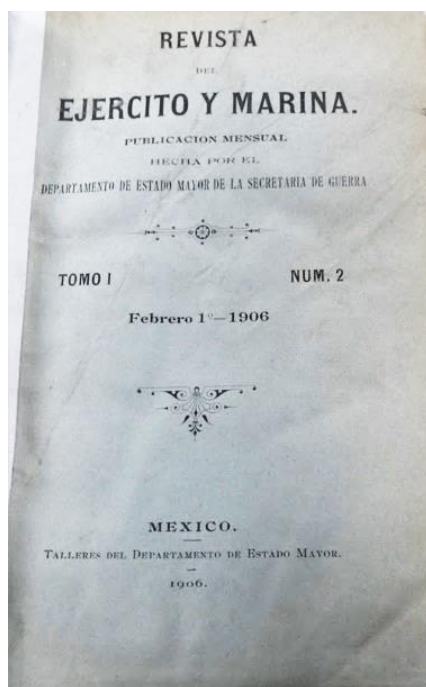 REVISTA
DEL
EJERCITO Y MARINA.
PUBLICACION MENSUAL
HECHA POR EL
DEPARTAMENTO DE ESTADO MAYOR DE LA SECRETARIA DE GUERRA
TOMO I NUM. 2
Febrero 1º—1906
MEXICO.
TALLERES DEL DEPARTAMENTO DE ESTADO MAYOR.
1906.